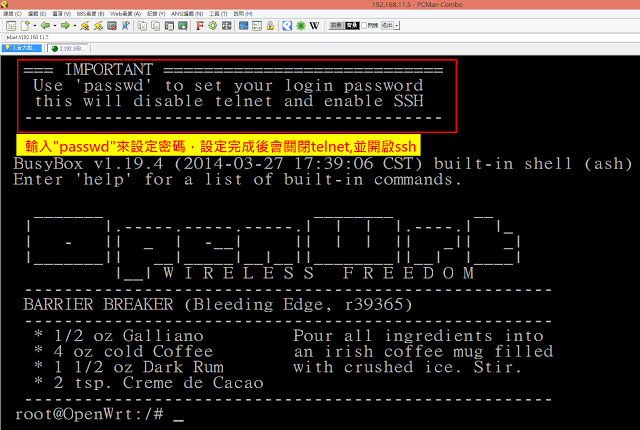 192.168.11.5 - PCMan Combo
telnet://192.168.11.5
2.192.168...
=== IMPORTANT ============================
Use 'passwd' to set your login password
this will disable telnet and enable SSH
------------------------------------------
輸入"passwd"來設定密碼，設定完成後會關閉telnet,並開啟ssh
BusyBox v1.19.4 (2014-03-27 17:39:06 CST) built-in shell (ash)
Enter 'help' for a list of built-in commands.
OpenWrt
W I R E L E S S   F R E E D O M
-----------------------------------------------------
BARRIER BREAKER (Bleeding Edge, r39365)
-----------------------------------------------------
* 1/2 oz Galliano         Pour all ingredients into
* 4 oz cold Coffee        an irish coffee mug filled
* 1 1/2 oz Dark Rum       with crushed ice. Stir.
* 2 tsp. Creme de Cacao
-----------------------------------------------------
root@OpenWrt:/# _